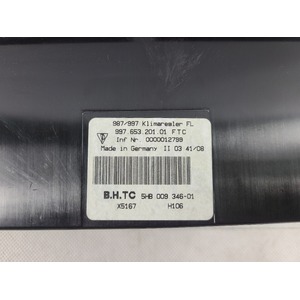 987/997 Klimaregler FL
997.653.201.01 FTC
Inf Nr. 0000012799
Made in Germany II 03 41/08
B.H.TC 5HB 009 346-01
X5167 H106